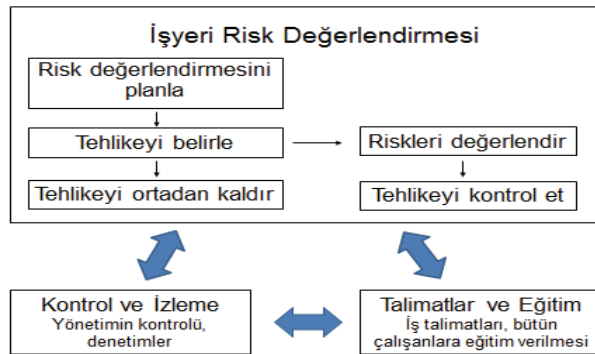 İşyeri Risk Değerlendirmesi
Risk değerlendirmesini
planla
Tehlikeyi belirle
Riskleri değerlendir
Tehlikeyi ortadan kaldır
Tehlikeyi kontrol et
Kontrol ve İzleme
Yönetimin kontrolü,
denetimler
Talimatlar ve Eğitim
İş talimatları, bütün
çalışanlara eğitim verilmesi